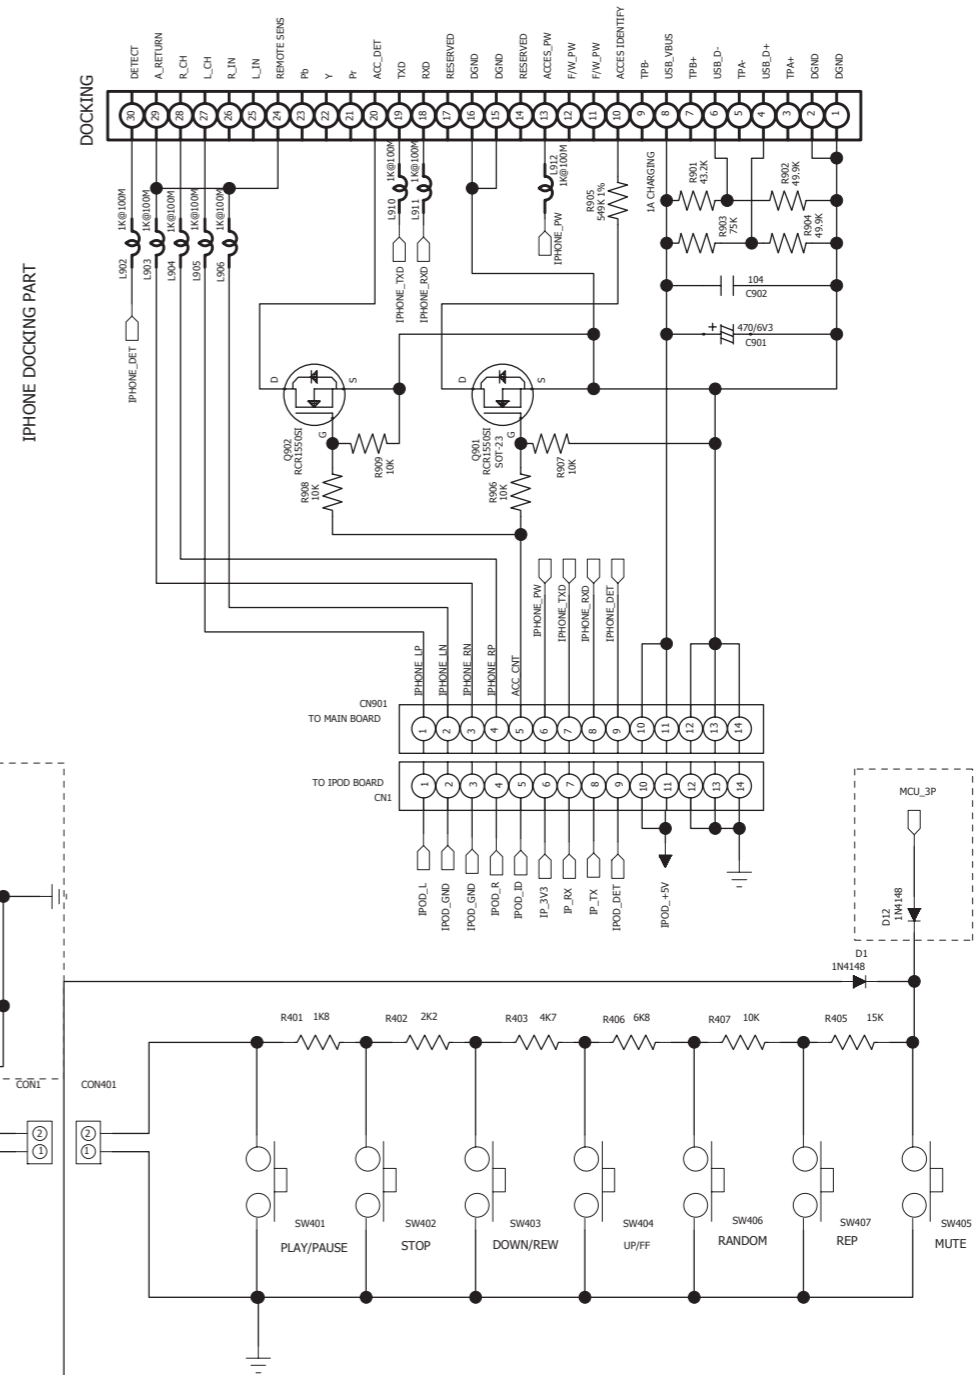 IPHONE DOCKING PART
DOCKING
DETECT
A_RETURN
R_CH
L_CH
R_IN
L_IN
REMOTE SENS
Pb
Y
Pr
ACC_DET
TXD
RXD
RESERVED
DGND
DGND
RESERVED
ACCES_PW
F/W_PW
F/W_PW
ACCES IDENTIFY
TPB-
USB_VBUS
TPB+
USB_D-
TPA-
USB_D+
TPA+
DGND
DGND
30
29
28
27
26
25
24
23
22
21
20
19
18
17
16
15
14
13
12
11
10
9
8
7
6
5
4
3
2
1
1K@100M
L902
1K@100M
L903
1K@100M
L904
1K@100M
L905
1K@100M
L906
1K@100M
L910
1K@100M
L911
L912
1K@100M
R905
549K 1%
1A CHARGING
R901
43.2K
R902
49.9K
R903
75K
R904
49.9K
IPHONE_DET
IPHONE_TXD
IPHONE_RXD
IPHONE_PW
104
C902
+
470/6V3
C901
D
S
G
Q902
RCR1550SI
R909
10K
R908
10K
D
S
G
Q901
RCR1550SI
SOT-23
R907
10K
R906
10K
IPHONE_LP
IPHONE_LN
IPHONE_RN
IPHONE_RP
ACC_CNT
IPHONE_PW
IPHONE_TXD
IPHONE_RXD
IPHONE_DET
CN901
TO MAIN BOARD
1
2
3
4
5
6
7
8
9
10
11
12
13
14
TO IPOD BOARD
CN1
1
2
3
4
5
6
7
8
9
10
11
12
13
14
IPOD_L
IPOD_GND
IPOD_GND
IPOD_R
IPOD_ID
IP_3V3
IP_RX
IP_TX
IPOD_DET
IPOD_+5V
MCU_3P
D12
1N4148
D1
1N4148
R401 1K8
R402 2K2
R403 4K7
R406 6K8
R407 10K
R405 15K
CON1
CON401
2
1
2
1
SW401
PLAY/PAUSE
SW402
STOP
SW403
DOWN/REW
SW404
UP/FF
SW406
RANDOM
SW407
REP
SW405
MUTE